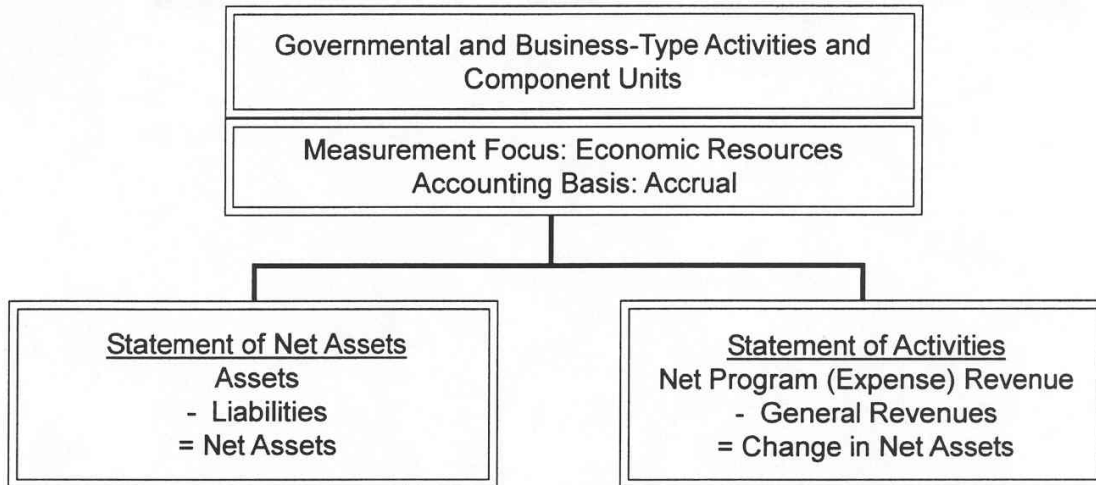 Governmental and Business-Type Activities and
Component Units
Measurement Focus: Economic Resources
Accounting Basis: Accrual
Statement of Net Assets
Assets
- Liabilities
= Net Assets
Statement of Activities
Net Program (Expense) Revenue
- General Revenues
= Change in Net Assets